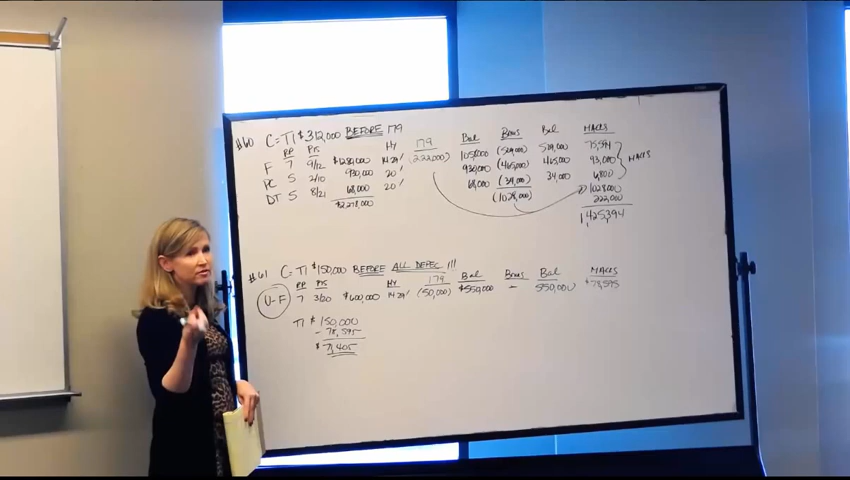 #60 C= TI $312,000 BEFORE 179
RP PIS HY 179 Bal Bonus Bal MACRS
F 7 9/12 $1280,000 14.29% (222,000) 1058,000 (529,000) 529,000 75,594
PC 5 2/10 930,000 20% 930,000 (465,000) 465,000 93,000
DT 5 8/21 68,000 20% 68,000 (34,000) 34,000 6,800
MACRS
$2,278,000 (1028,000) 1028,000
222,000
1,425,394
#61 C= TI $150,000 BEFORE ALL DEPEC !!!
RP PIS HY 179 Bal Bonus Bal MACRS
U-F 7 3/20 $600,000 14.29% (50,000) $550,000 - 550,000 $78,595
TI $150,000
- 78,595
$ 71,405